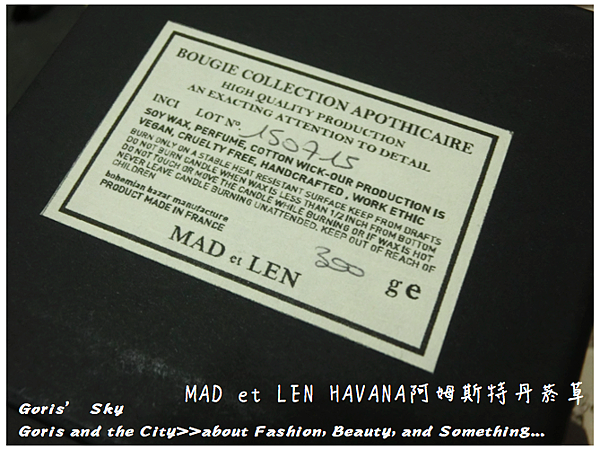 BOUGIE COLLECTION APOTHICAIRE
HIGH QUALITY PRODUCTION
AN EXACTING ATTENTION TO DETAIL
INCI LOT N° 150715
SOY WAX, PERFUME, COTTON WICK-OUR PRODUCTION IS
VEGAN, CRUELTY FREE, HANDCRAFTED, WORK ETHIC
BURN ONLY ON A STABLE HEAT RESISTANT SURFACE KEEP FROM DRAFTS
DO NOT BURN CANDLE WHEN WAX IS LESS THAN 1/2 INCH FROM BOTTOM
DO NOT TOUCH OR MOVE THE CANDLE WHILE BURNING OR IF WAX IS HOT
NEVER LEAVE CANDLE BURNING UNATTENDED. KEEP OUT OF REACH OF
CHILDREN
bohemian bazar manufacture
PRODUCT MADE IN FRANCE
MAD et LEN 300 ge
MAD et LEN HAVANA阿姆斯特丹菸草
Goris' Sky
Goris and the City>>about Fashion, Beauty, and Something...